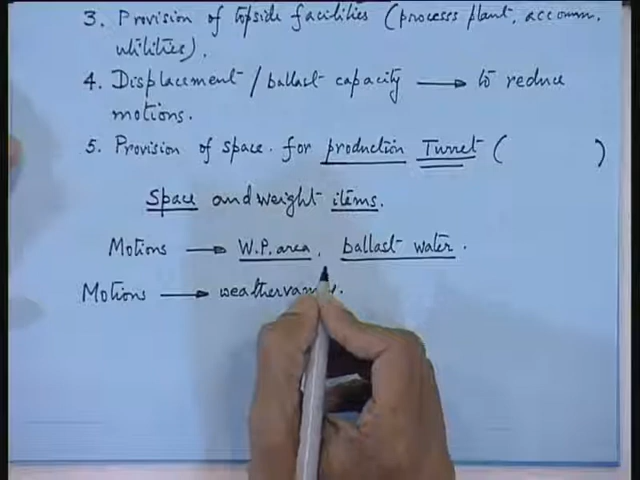 3. Provision of topside facilities (process plant, accomm.
utilities).
4. Displacement / ballast capacity → to reduce
motions.
5. Provision of space for production Turret (          )
Space and weight items.
Motions → W.P. area, ballast water.
Motions →